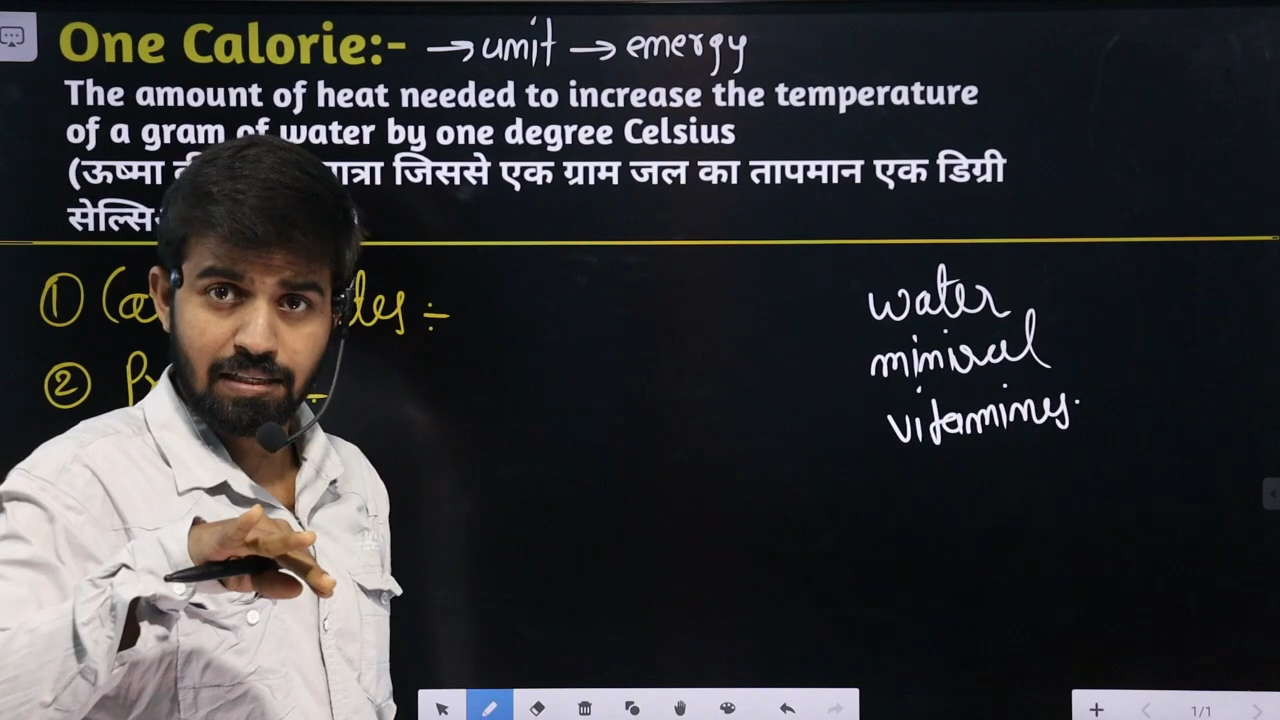 One Calorie:- →unit → energy
The amount of heat needed to increase the temperature
of a gram of water by one degree Celsius
(ऊष्मा जिससे एक ग्राम जल का तापमान एक डिग्री
①
②
water
miniral
vitamines.
1/1